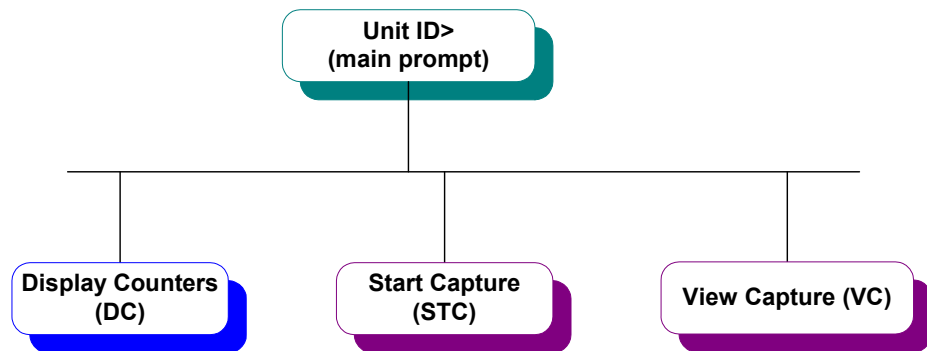 Unit ID>
(main prompt)
Display Counters
(DC)
Start Capture
(STC)
View Capture (VC)